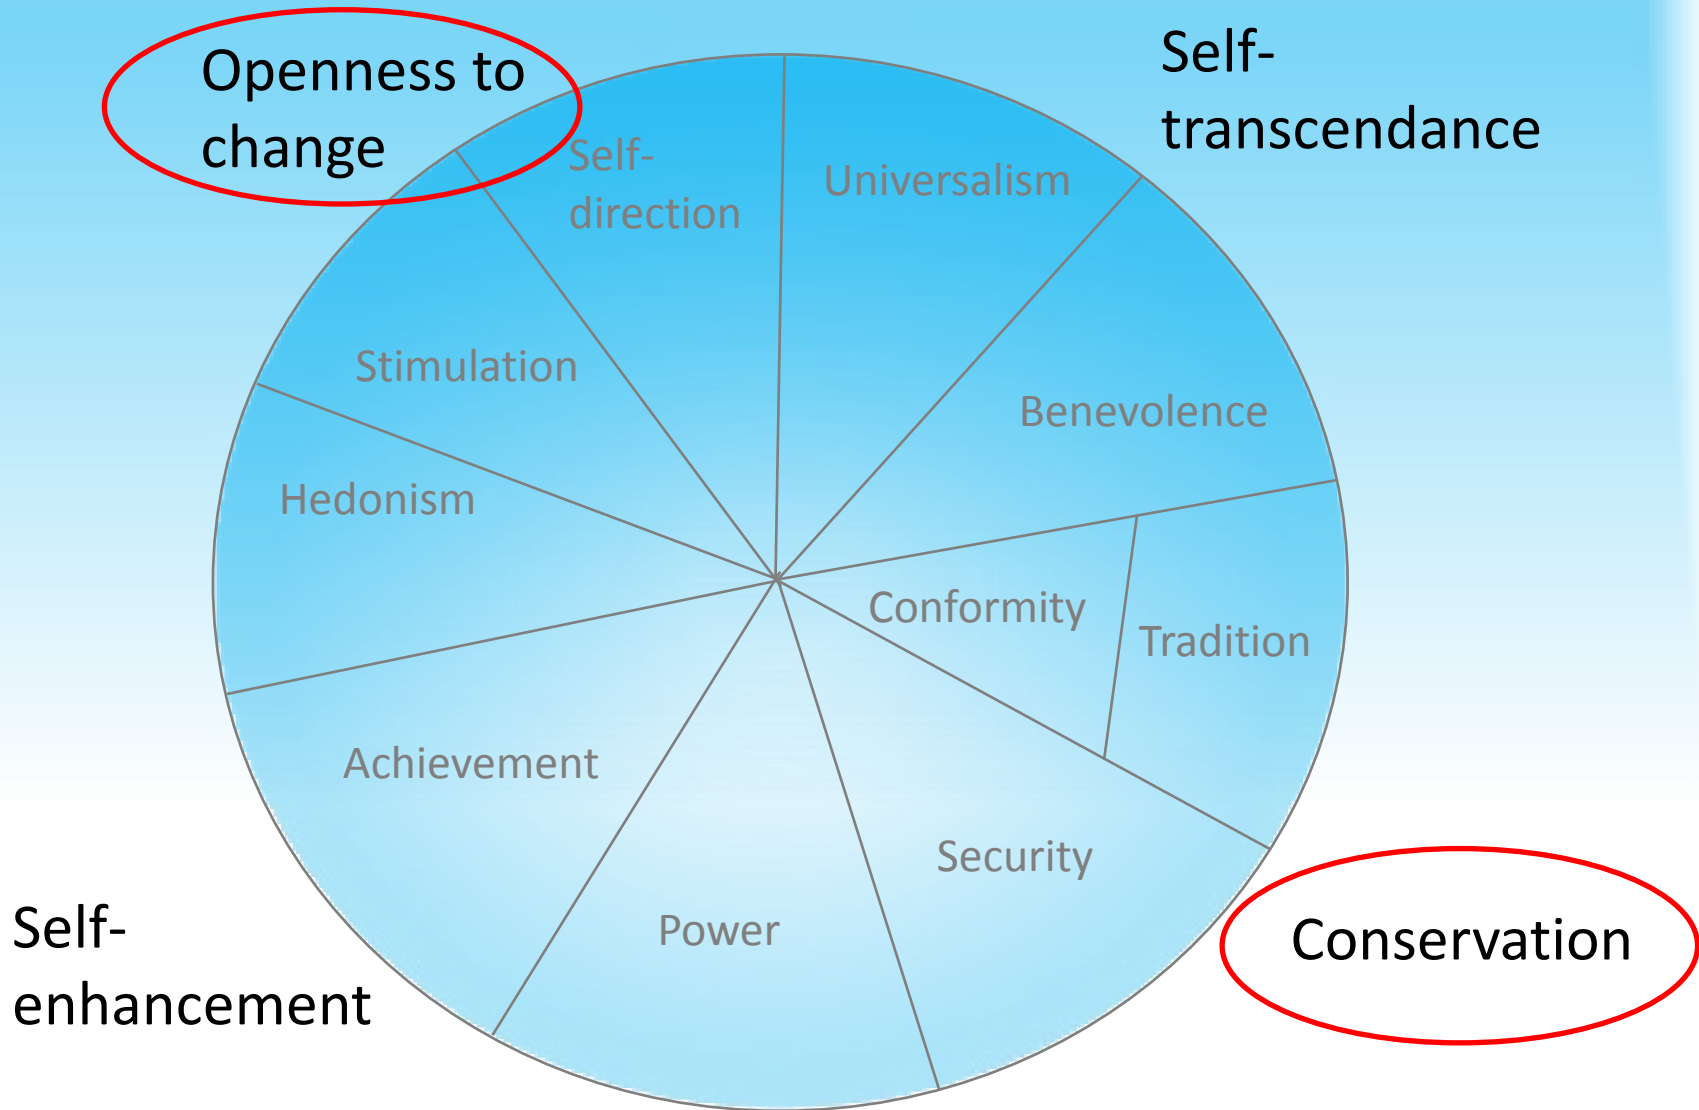 Openness to
change
Self-
transcendance
Self-
direction
Universalism
Stimulation
Benevolence
Hedonism
Conformity
Tradition
Achievement
Security
Power
Self-
enhancement
Conservation